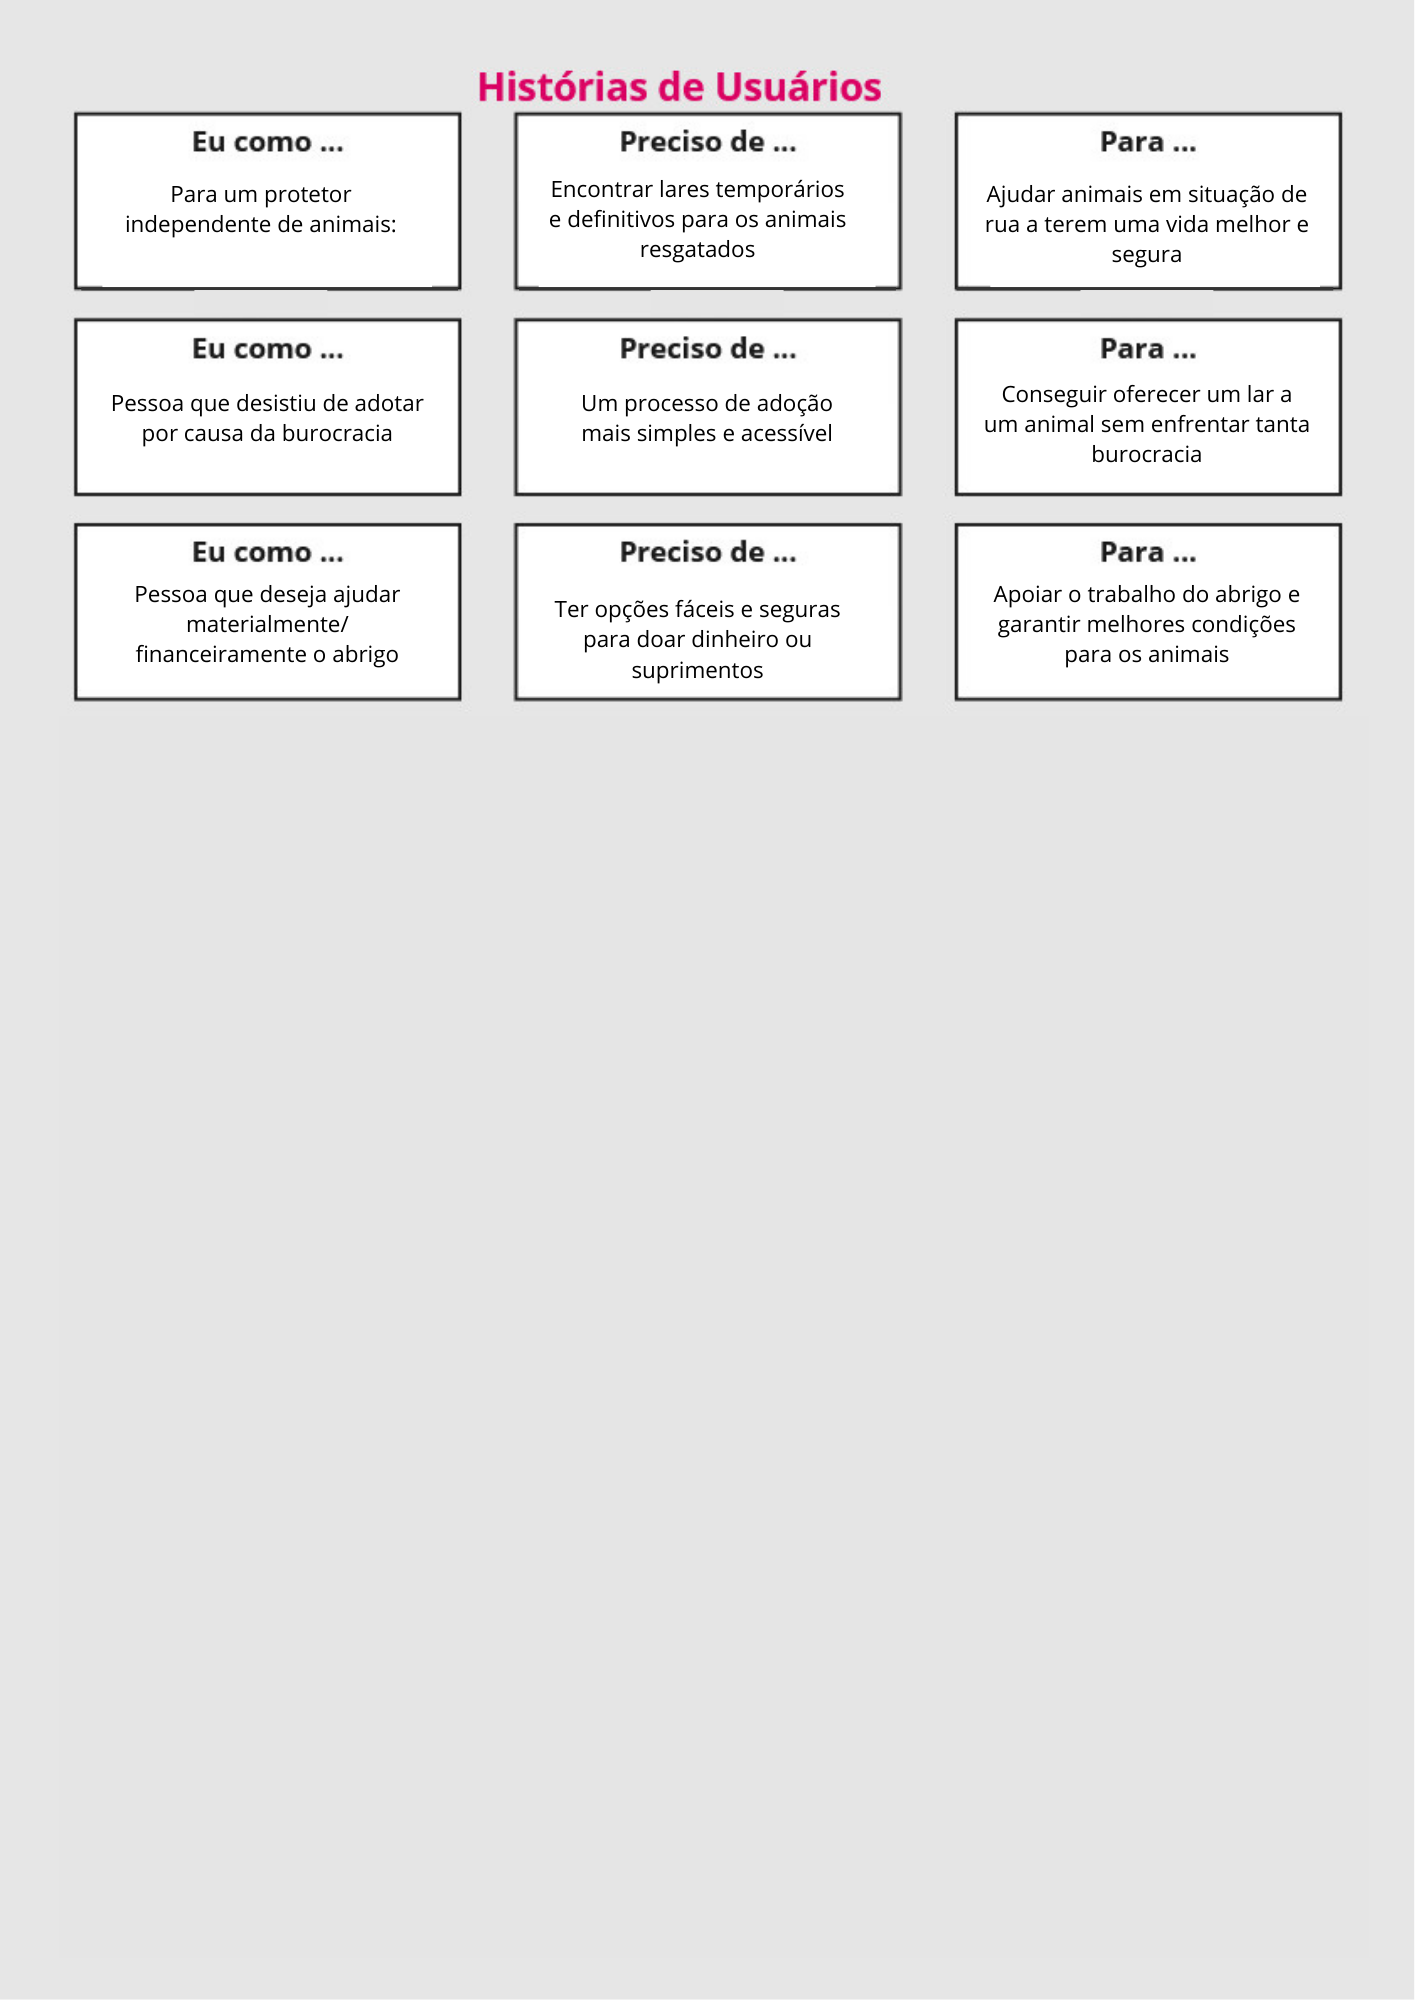 Histórias de Usuários
Eu como ...
Para um protetor
independente de animais:
Preciso de ...
Encontrar lares temporários
e definitivos para os animais
resgatados
Para ...
Ajudar animais em situação de
rua a terem uma vida melhor e
segura
Eu como ...
Pessoa que desistiu de adotar
por causa da burocracia
Preciso de ...
Um processo de adoção
mais simples e acessível
Para ...
Conseguir oferecer um lar a
um animal sem enfrentar tanta
burocracia
Eu como ...
Pessoa que deseja ajudar
materialmente/
financeiramente o abrigo
Preciso de ...
Ter opções fáceis e seguras
para doar dinheiro ou
suprimentos
Para ...
Apoiar o trabalho do abrigo e
garantir melhores condições
para os animais